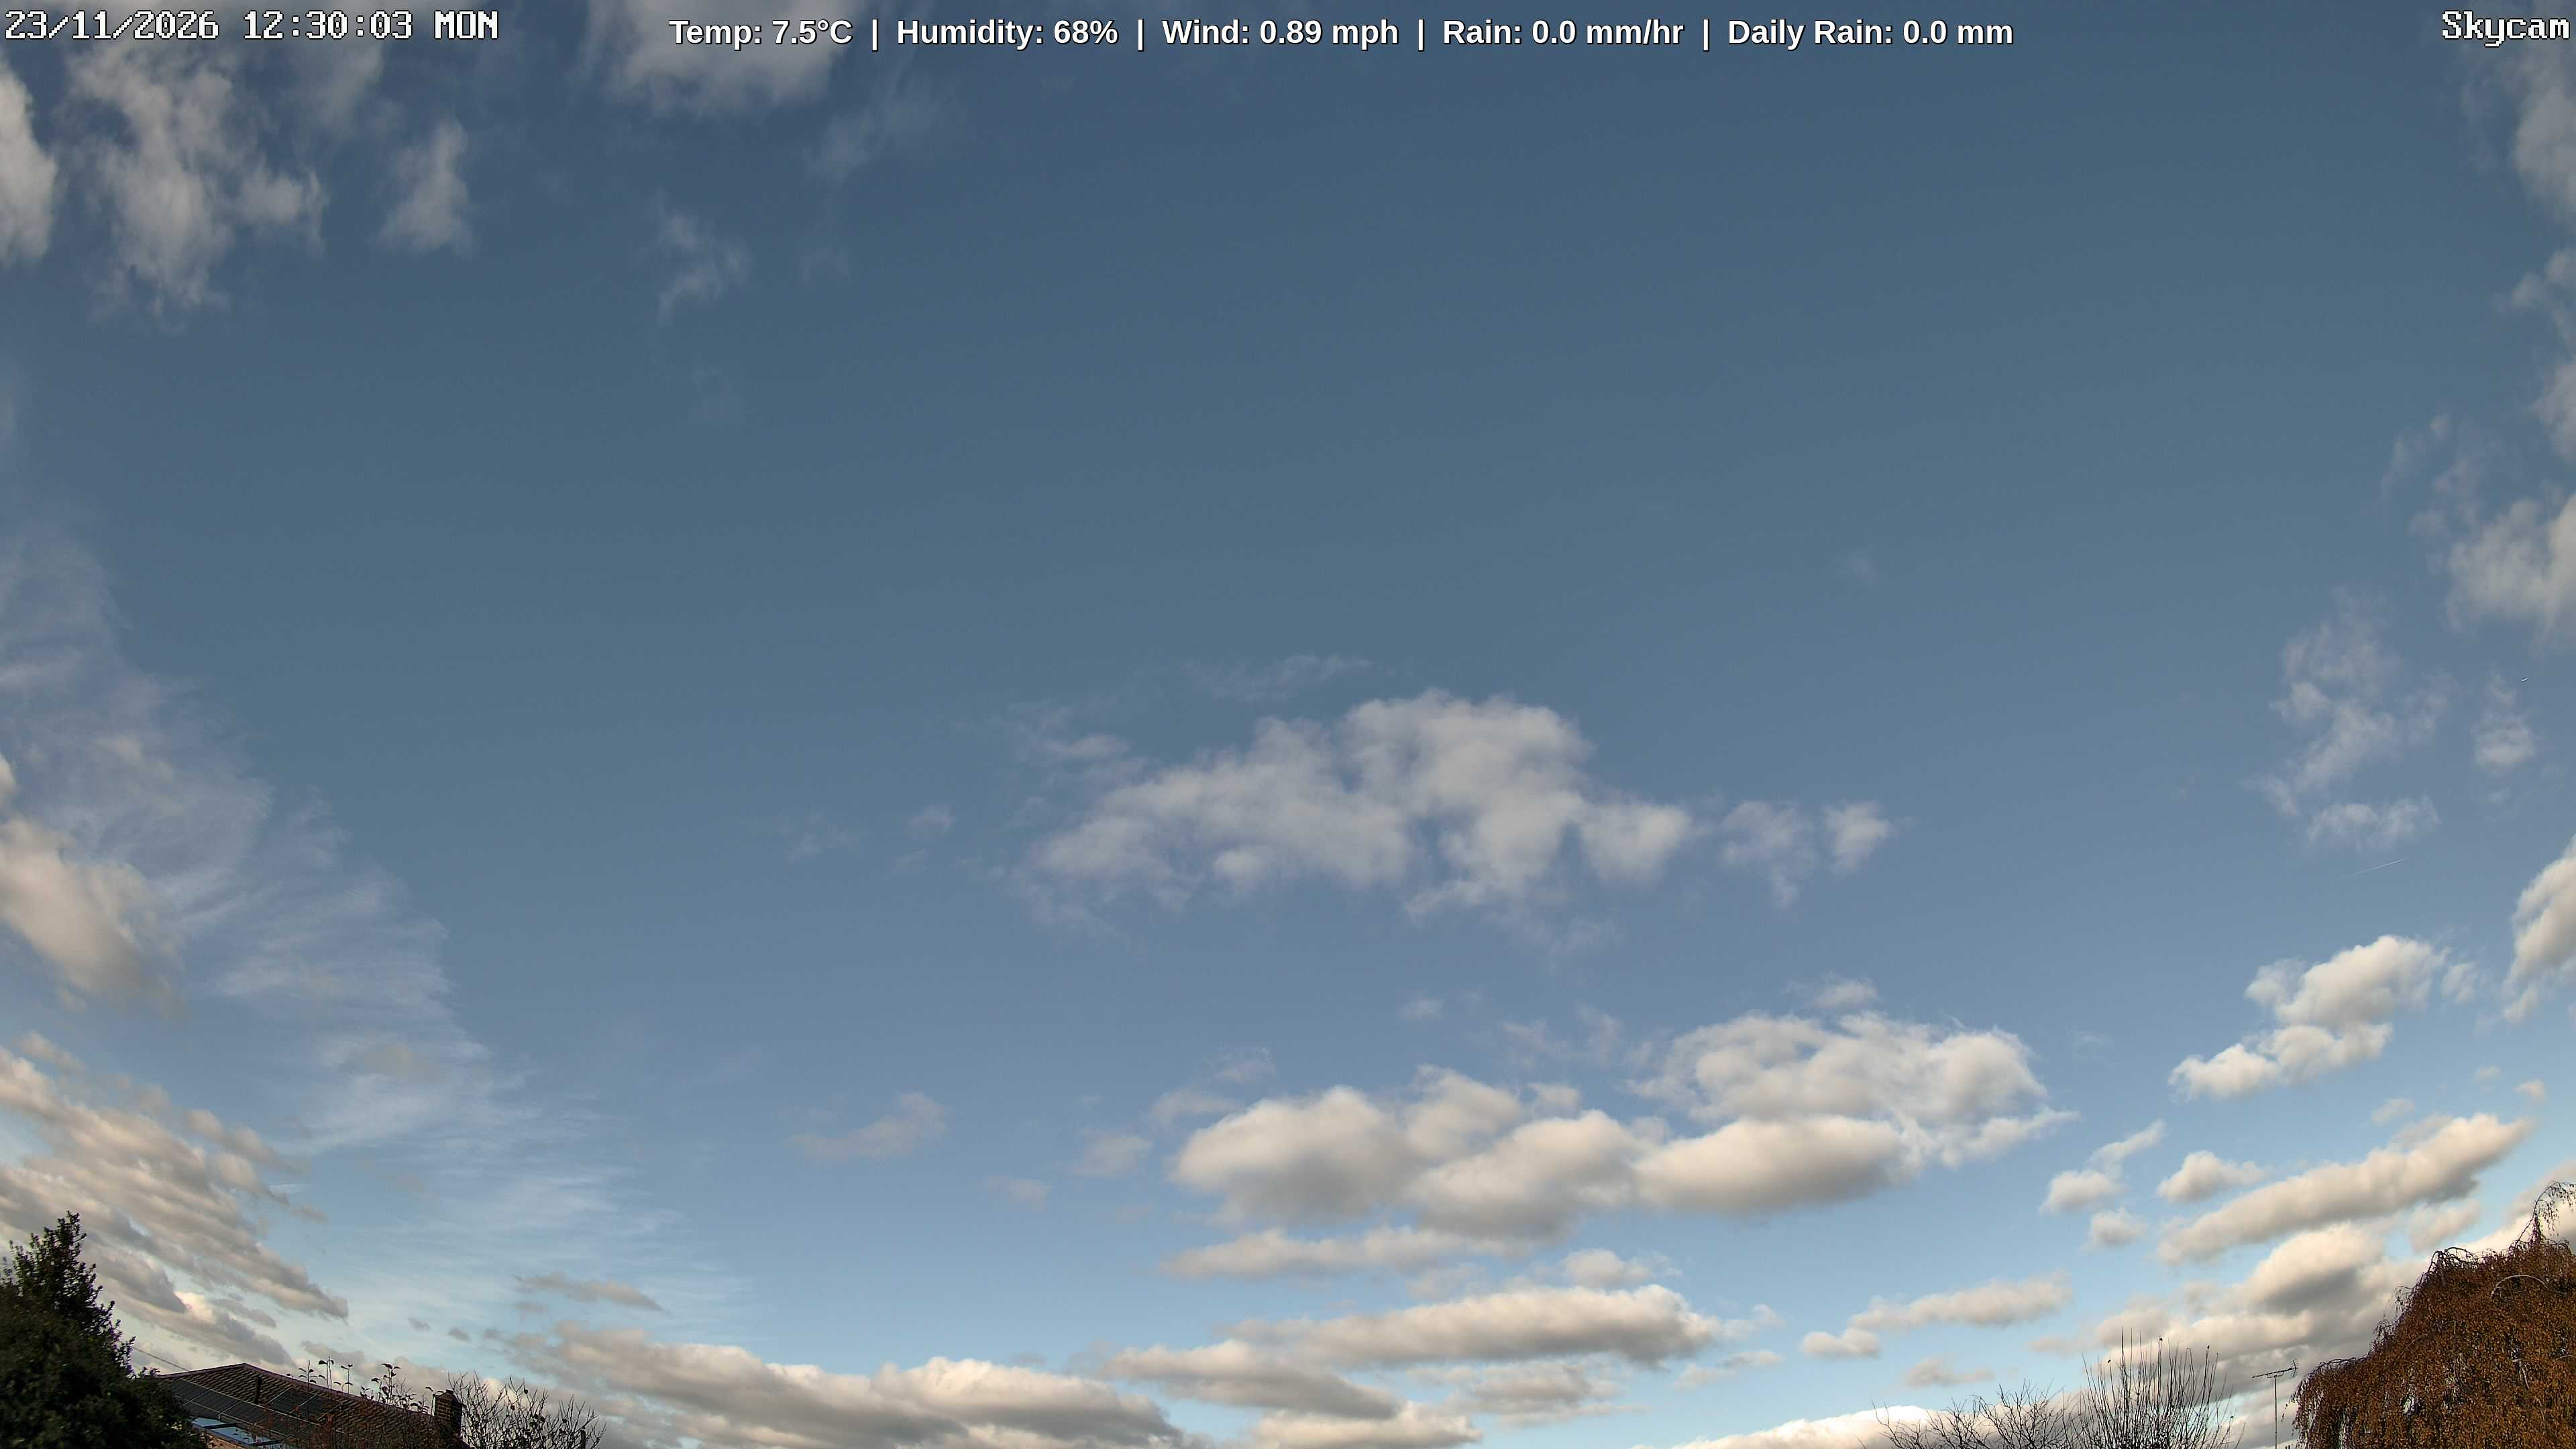 23/11/2026 12:30:03 MON
Temp: 7.5°C | Humidity: 68% | Wind: 0.89 mph | Rain: 0.0 mm/hr | Daily Rain: 0.0 mm
Skycam